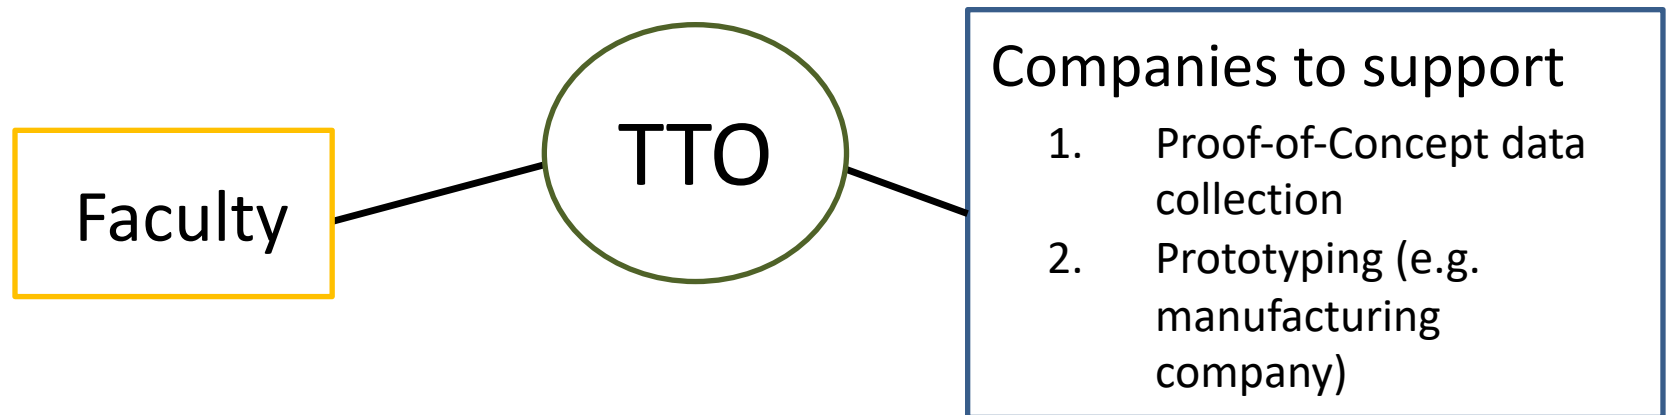 Faculty
TTO
Companies to support
1. Proof-of-Concept data
collection
2. Prototyping (e.g.
manufacturing
company)